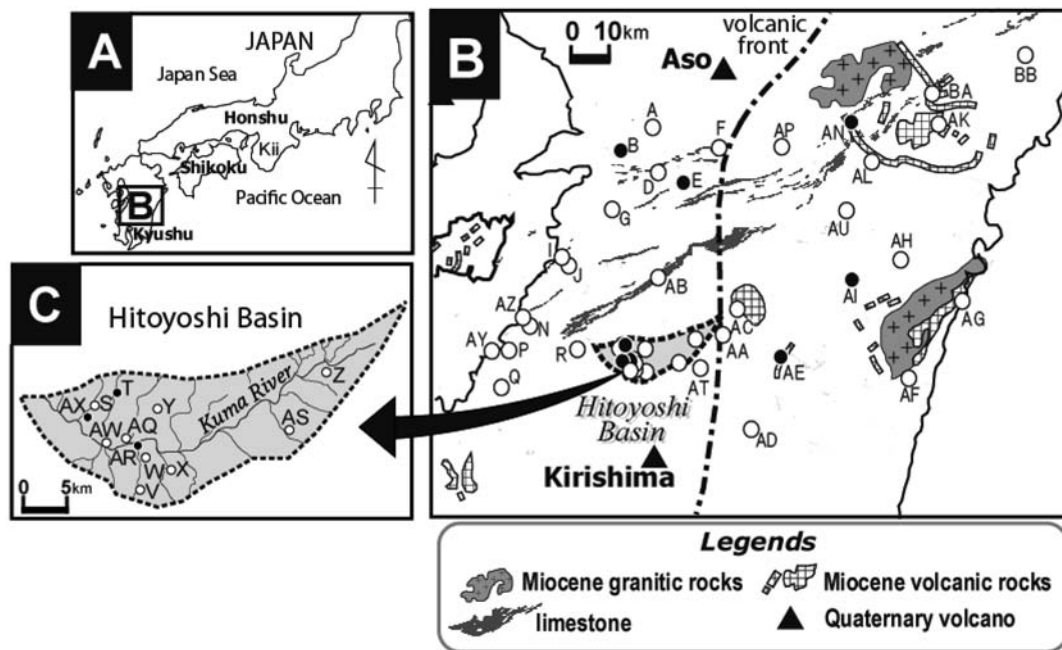 A
JAPAN
Japan Sea
Honshu
Kii
Shikoku
Pacific Ocean
B
Kyushu
B
0 10 km
Aso
volcanic
front
BB
BA
A
F
AP
AN
AK
B
D
E
AL
G
AU
I
J
AH
AB
AI
AZ
N
AC
AG
AY
P
R
AA
Q
AT
AE
AF
Hitoyoshi
Basin
AD
Kirishima
C
Hitoyoshi Basin
T
Z
AX
S
Y
Kuma River
AW
AQ
AS
AR
W
X
V
0 5km
Legends
Miocene granitic rocks
Miocene volcanic rocks
limestone
Quaternary volcano